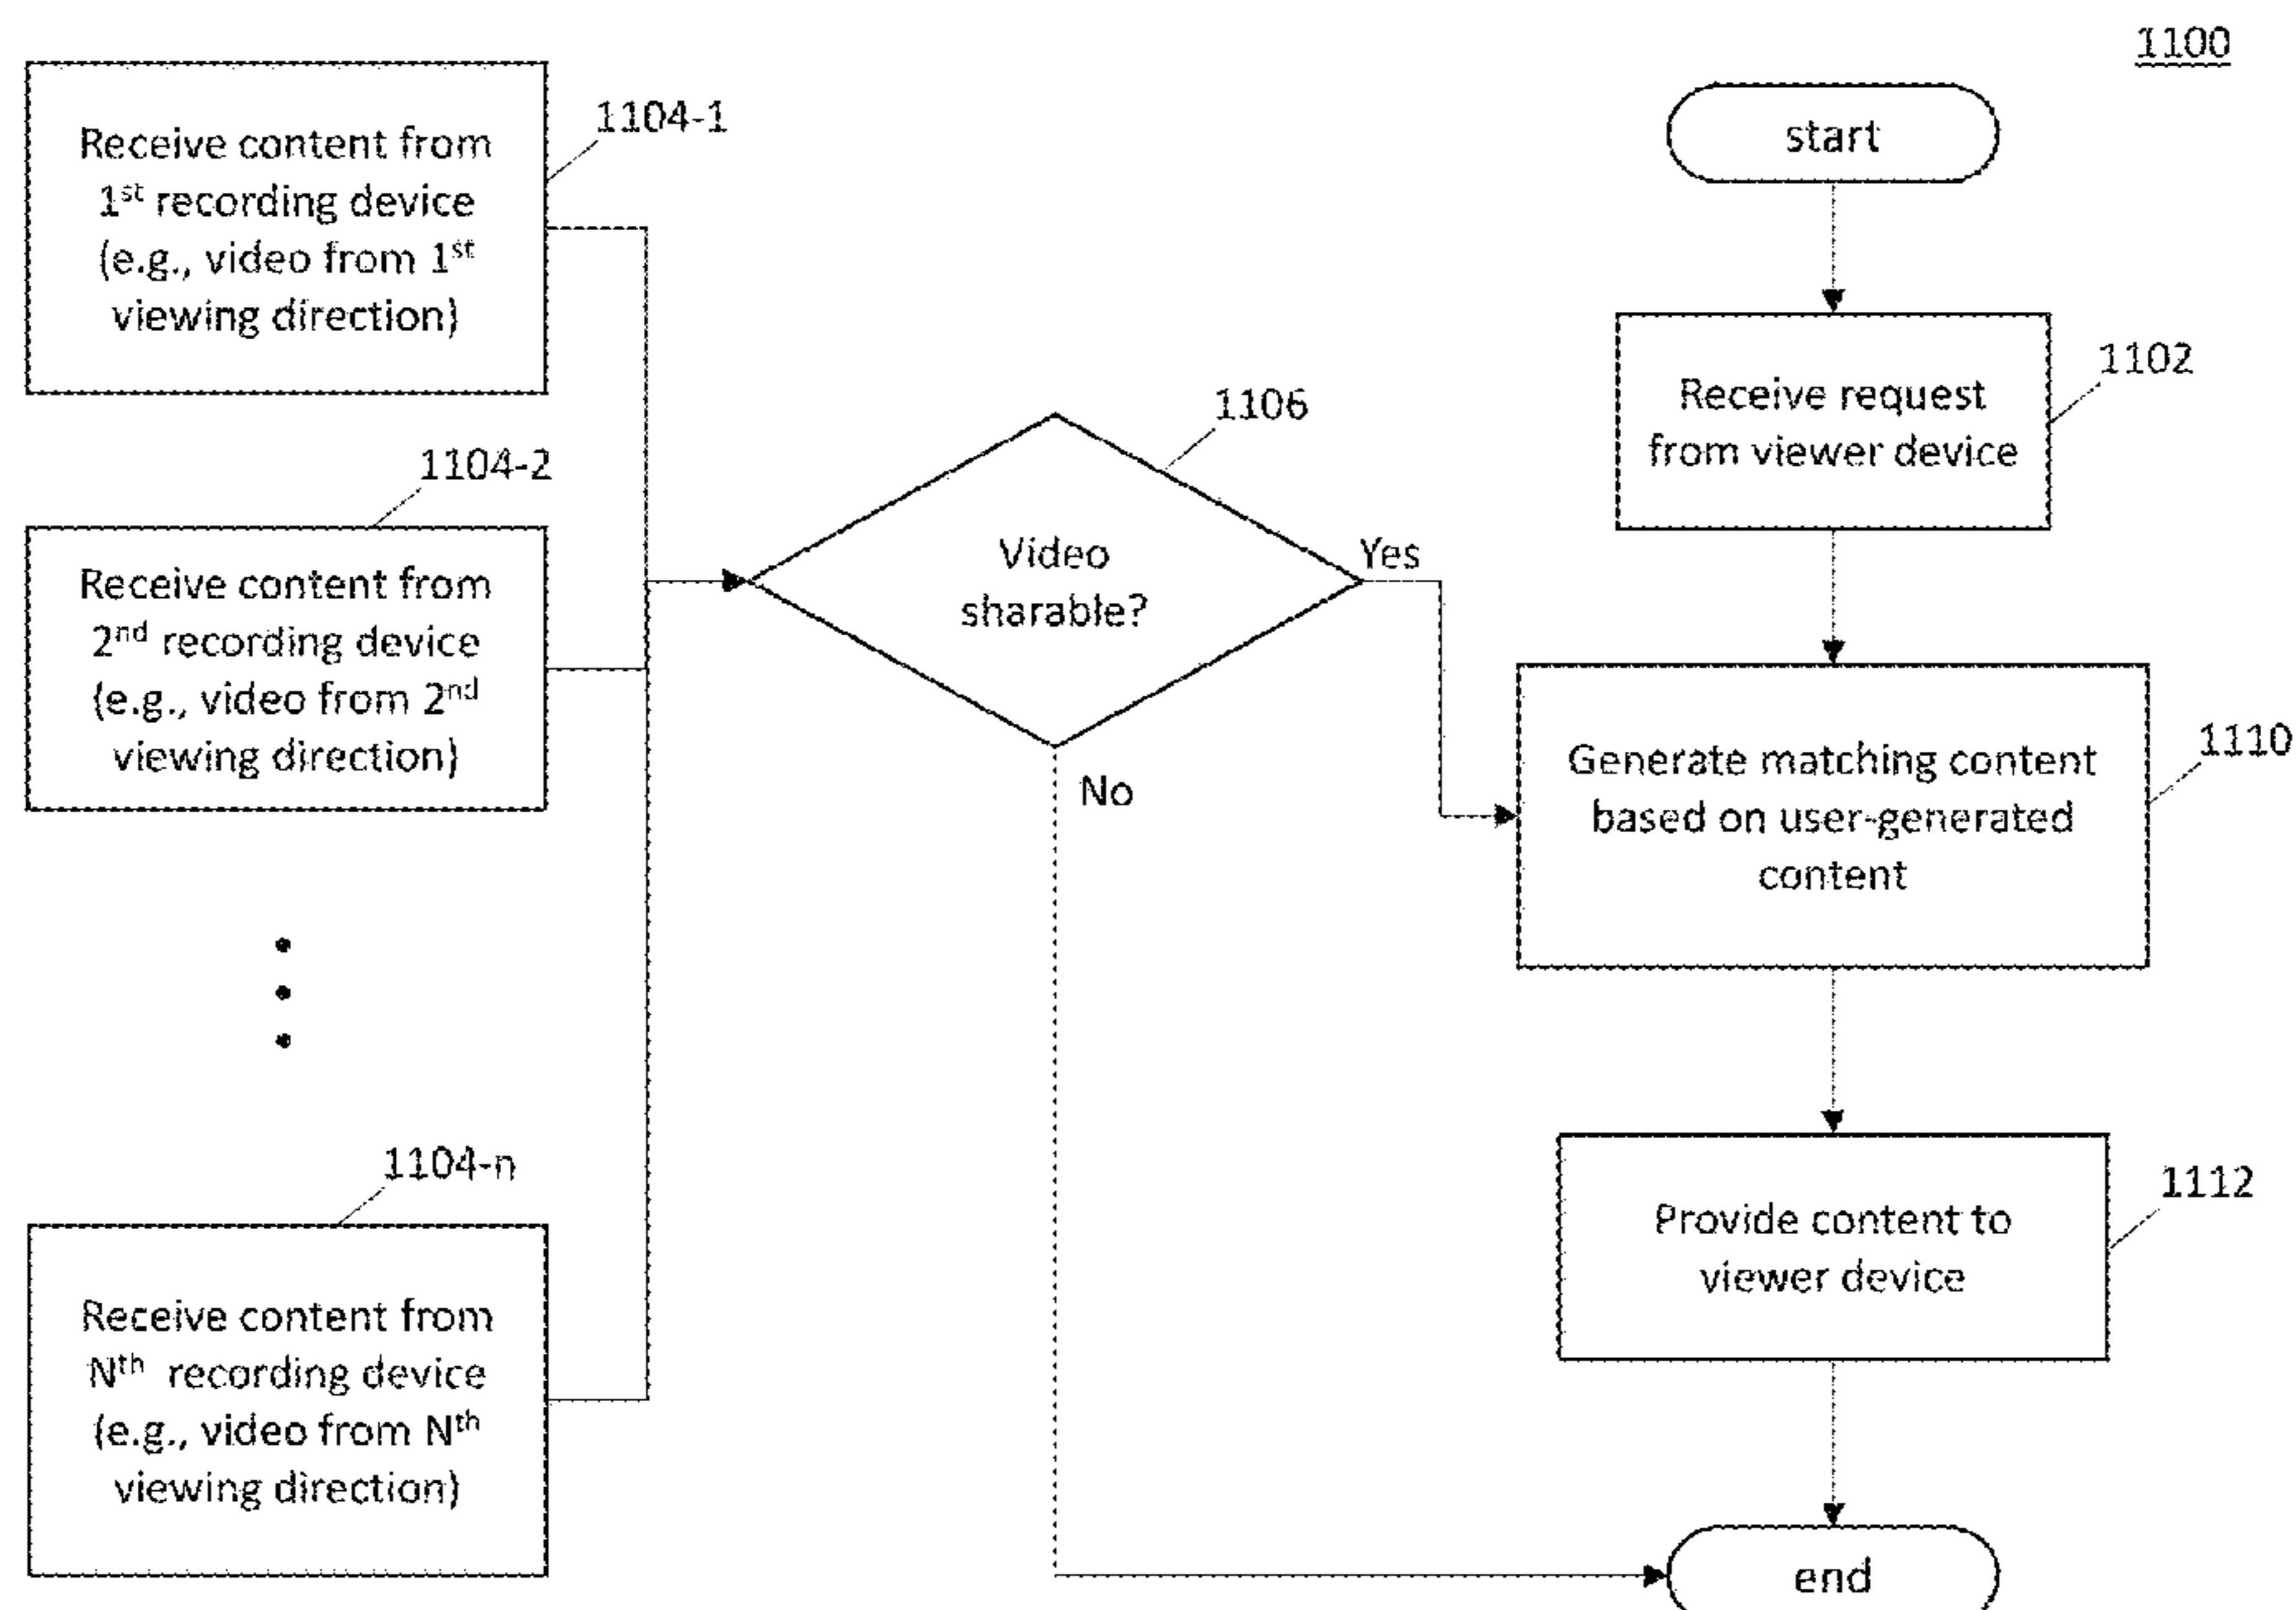 1100
Receive content from
1st recording device
(e.g., video from 1st
viewing direction)
1104-1
1104-2
Receive content from
2nd recording device
(e.g., video from 2nd
viewing direction)
1104-n
Receive content from
Nth recording device
(e.g., video from Nth
viewing direction)
1106
Video
sharable?
Yes
No
start
1102
Receive request
from viewer device
1110
Generate matching content
based on user-generated
content
1112
Provide content to
viewer device
end